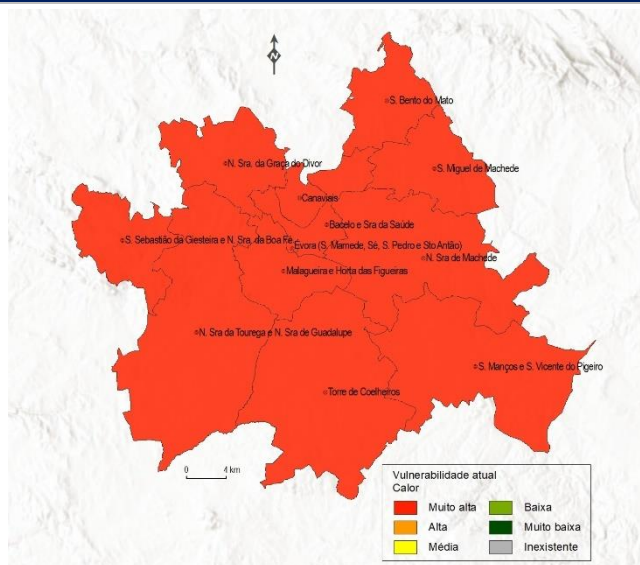 N
S. Bento do Mato
N. Sra. da Graça do Divor
S. Miguel de Machede
Canaviais
Bacelo e Sra da Saúde
S. Sebastião da Giesteira e N. Sra. da Boa Fé
Évora (S. Mamede, Sé, S. Pedro e Sto Antão)
N. Sra de Machede
Malagueira e Horta das Figueiras
N. Sra da Tourega e N. Sra de Guadalupe
S. Manços e S. Vicente do Pigeiro
Torre de Coelheiros
0 4 km
Vulnerabilidade atual
Calor
Muito alta
Baixa
Alta
Muito baixa
Média
Inexistente